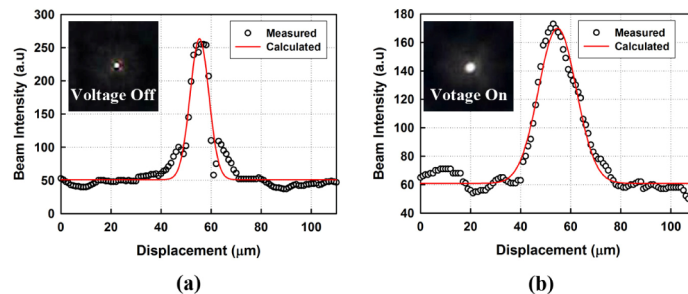 300
250
200
150
100
50
0
Beam Intensity (a.u)
0 20 40 60 80 100
Displacement (μm)
Voltage Off
Measured
Calculated
(a)
180
160
140
120
100
80
60
40
Beam Intensity (a.u)
0 20 40 60 80 100
Displacement (μm)
Votage On
Measured
Calculated
(b)